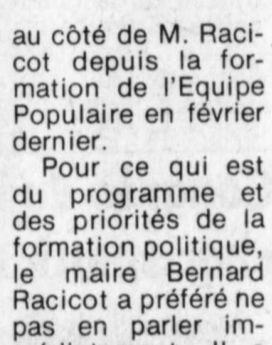 au côté de M. Raci-
cot depuis la for-
mation de l'Equipe
Populaire en février
dernier.
Pour ce qui est
du programme et
des priorités de la
formation politique,
le maire Bernard
Racicot a préféré ne
pas en parler im-